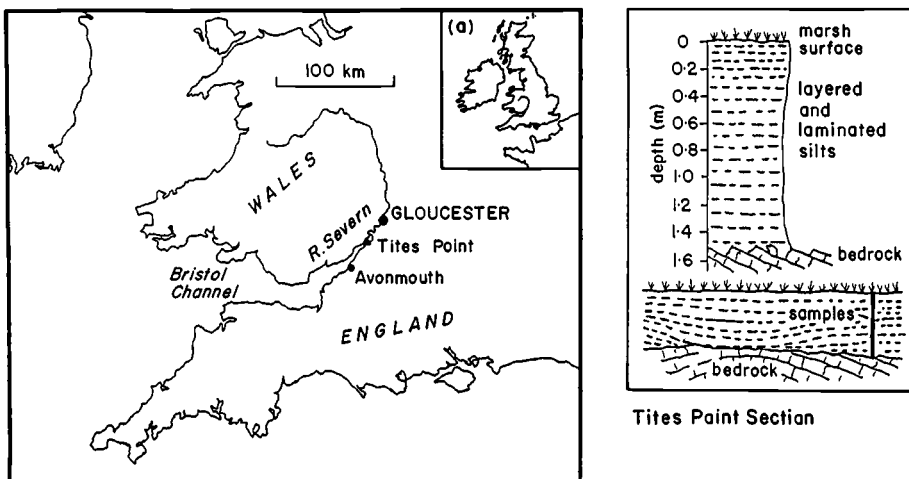 (a)
100 km
WALES
R. Severn
GLOUCESTER
Tites Point
Avonmouth
Bristol
Channel
ENGLAND
marsh
surface
layered
and
laminated
silts
depth (m)
0
0·2
0·4
0·6
0·8
1·0
1·2
1·4
1·6
bedrock
samples
bedrock
Tites Paint Section